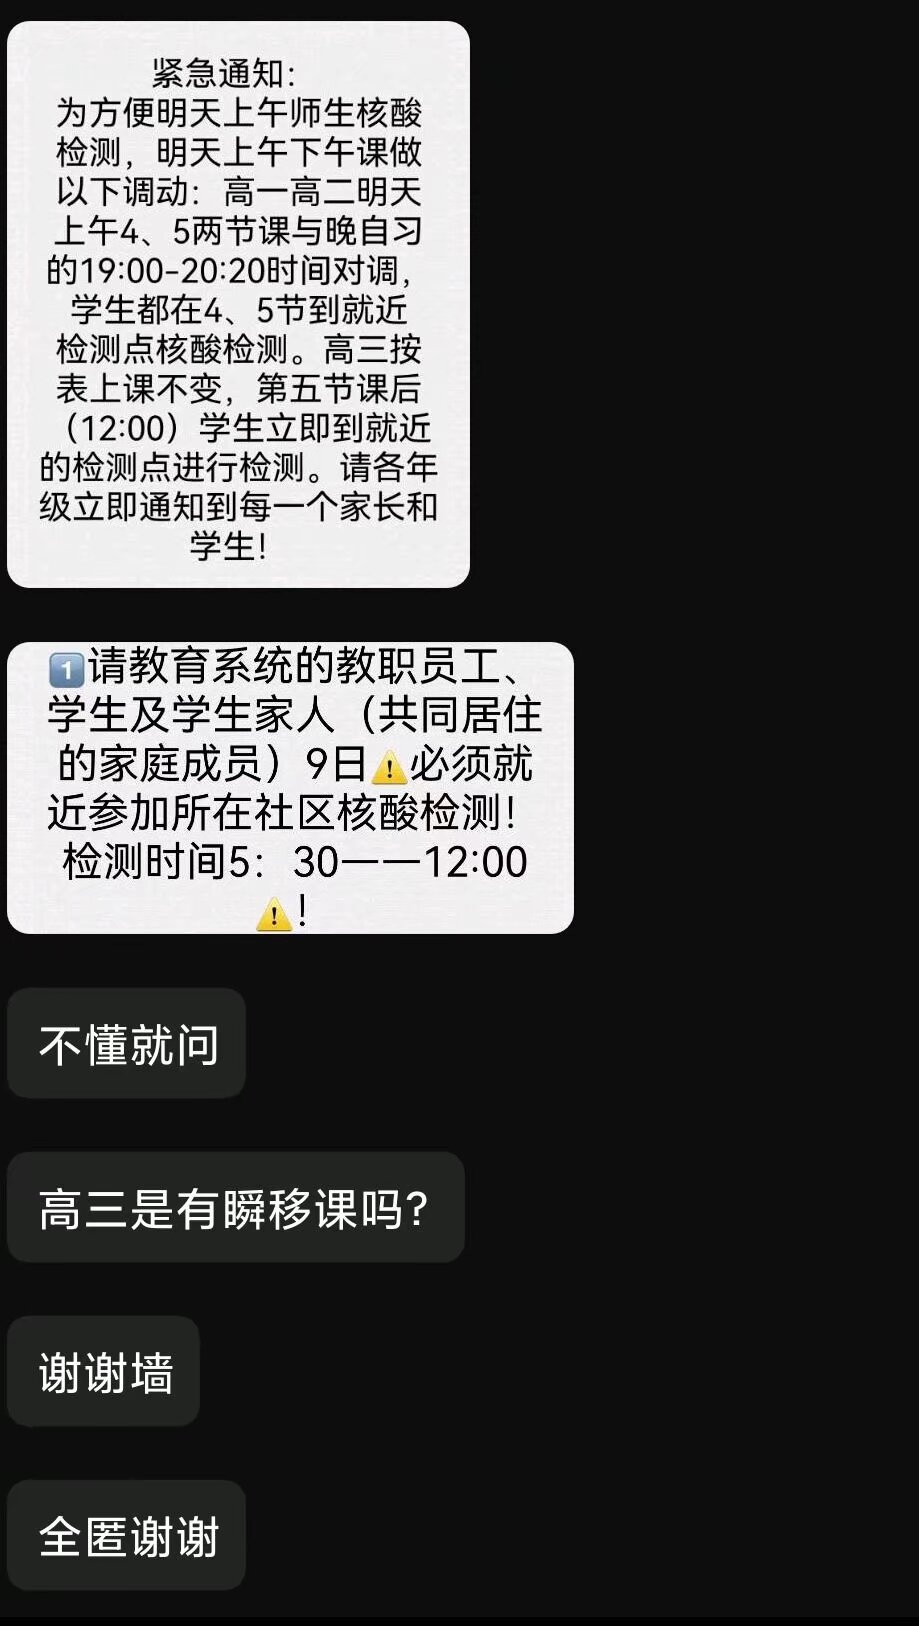 紧急通知：
为方便明天上午师生核酸
检测，明天上午下午课做
以下调动：高一高二明天
上午4、5两节课与晚自习
的19:00-20:20时间对调，
学生都在4、5节到就近
检测点核酸检测。高三按
表上课不变，第五节课后
（12:00）学生立即到就近
的检测点进行检测。请各年
级立即通知到每一个家长和
学生！
1️⃣请教育系统的教职员工、
学生及学生家人（共同居住
的家庭成员）9日⚠️必须就
近参加所在社区核酸检测！
检测时间5：30一一12:00
⚠️！
不懂就问
高三是有瞬移课吗？
谢谢墙
全匿谢谢